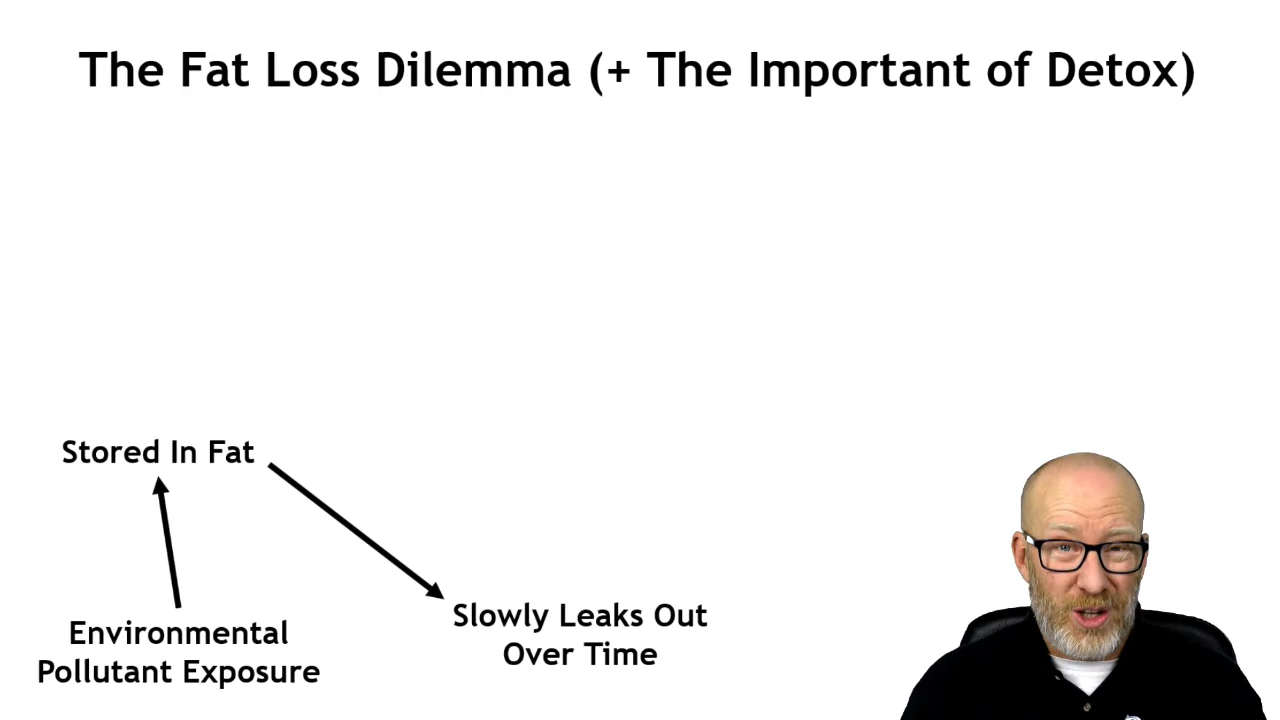 The Fat Loss Dilemma (+ The Important of Detox)
Stored In Fat
Environmental
Pollutant Exposure
Slowly Leaks Out
Over Time